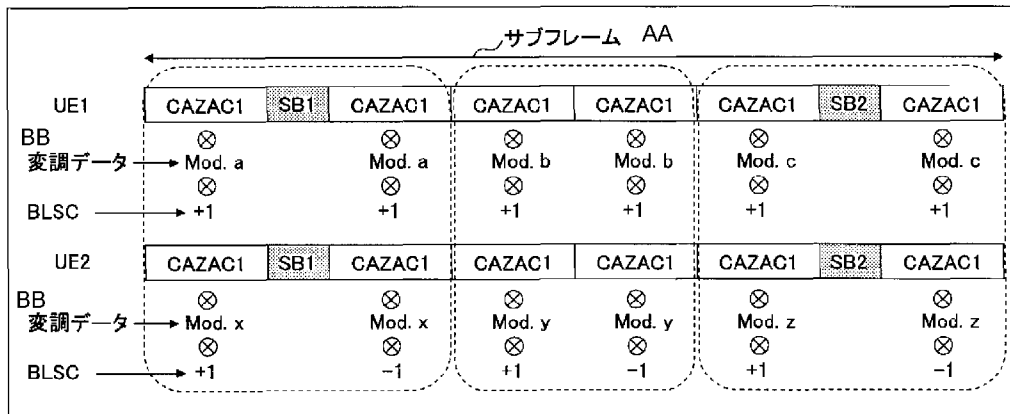 サブフレーム AA
UE1 CAZAC1 SB1 CAZAC1 CAZAC1 CAZAC1 CAZAC1 SB2 CAZAC1
BB
変調データ Mod. a Mod. a Mod. b Mod. b Mod. c Mod. c
BLSC +1 +1 +1 +1 +1 +1
UE2 CAZAC1 SB1 CAZAC1 CAZAC1 CAZAC1 CAZAC1 SB2 CAZAC1
BB
変調データ Mod. x Mod. x Mod. y Mod. y Mod. z Mod. z
BLSC +1 -1 +1 -1 +1 -1